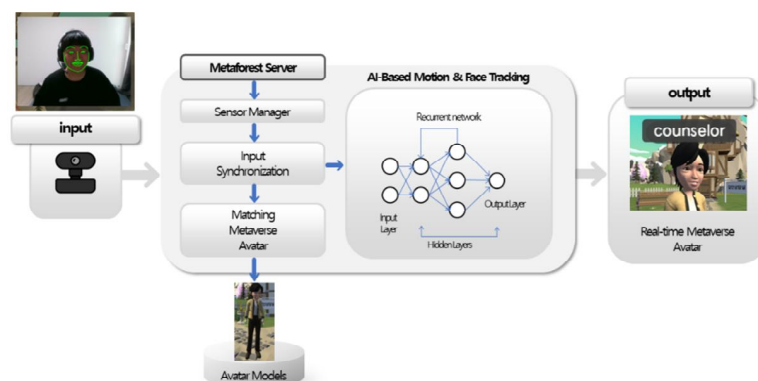 input
Metaforest Server
Sensor Manager
Input
Synchronization
Matching
Metaverse
Avatar
Avatar Models
AI-Based Motion & Face Tracking
Recurrent network
Input
Layer
Hidden Layers
Output Layer
output
counselor
Real-time Metaverse
Avatar